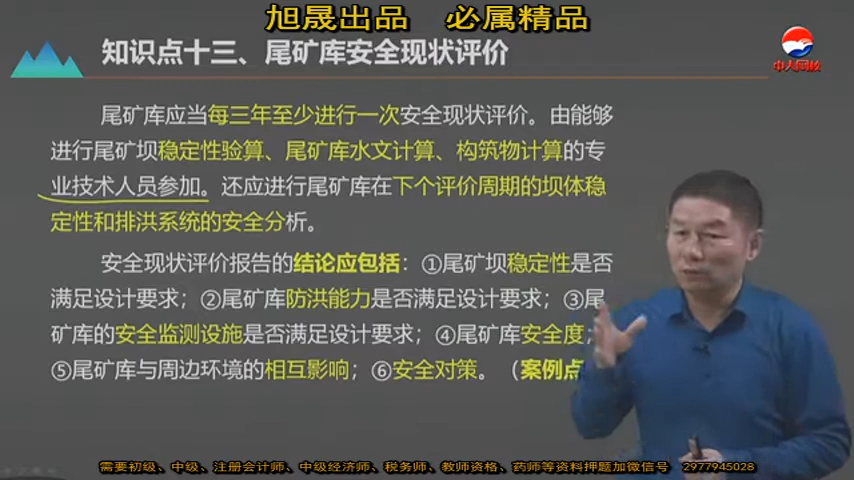 旭晟出品　必属精品
知识点十三、尾矿库安全现状评价
尾矿库应当每三年至少进行一次安全现状评价。由能够
进行尾矿坝稳定性验算、尾矿库水文计算、构筑物计算的专
业技术人员参加。还应进行尾矿库在下个评价周期的坝体稳
定性和排洪系统的安全分析。
安全现状评价报告的结论应包括：①尾矿坝稳定性是否
满足设计要求；②尾矿库防洪能力是否满足设计要求；③尾
矿库的安全监测设施是否满足设计要求；④尾矿库安全度；
⑤尾矿库与周边环境的相互影响；⑥安全对策。（案例点
需要初级、中级、注册会计师、中级经济师、税务师、教师资格、药师等资料押题加微信号　2977945028